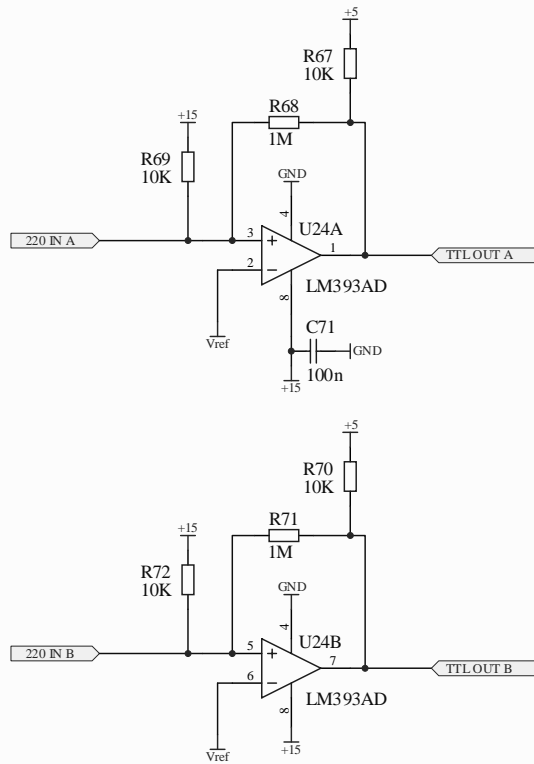 +5
R67
10K
R68
1M
+15
R69
10K
GND
4
U24A
220 IN A
3
1
TTL OUT A
2
LM393AD
8
Vref
C71
GND
100n
+15
+5
R70
10K
R71
1M
+15
R72
10K
GND
4
U24B
220 IN B
5
7
TTL OUT B
6
LM393AD
8
Vref
+15